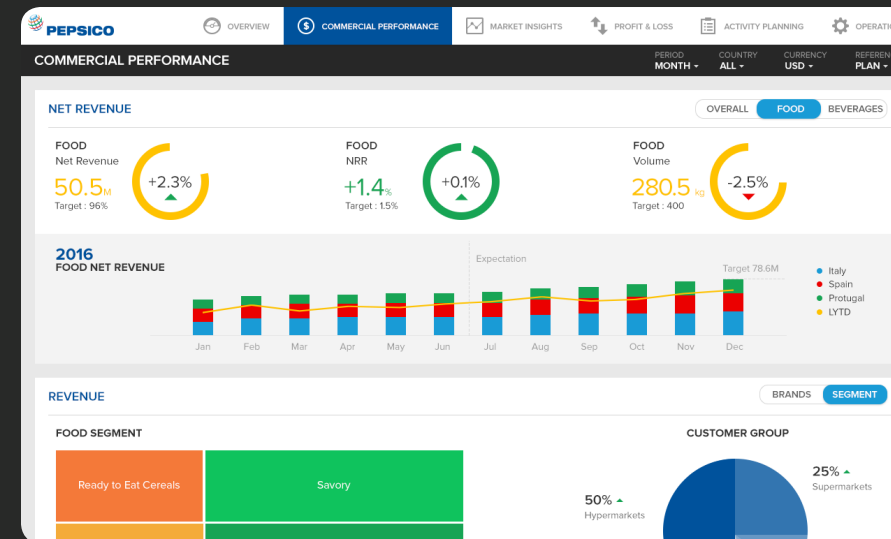 PEPSICO
OVERVIEW
COMMERCIAL PERFORMANCE
MARKET INSIGHTS
PROFIT & LOSS
ACTIVITY PLANNING
OPERATI
COMMERCIAL PERFORMANCE
PERIOD
MONTH
COUNTRY
ALL
CURRENCY
USD
REFEREN
PLAN
NET REVENUE
OVERALL
FOOD
BEVERAGES
FOOD
Net Revenue
50.5M
Target : 96%
+2.3%
FOOD
NRR
+1.4%
Target : 1.5%
+0.1%
FOOD
Volume
280.5 kg
Target : 400
-2.5%
2016
FOOD NET REVENUE
Expectation
Target 78.6M
Italy
Spain
Protugal
LYTD
Jan Feb Mar Apr May Jun Jul Aug Sep Oct Nov Dec
REVENUE
BRANDS
SEGMENT
FOOD SEGMENT
Ready to Eat Cereals
Savory
CUSTOMER GROUP
50%
Hypermarkets
25%
Supermarkets